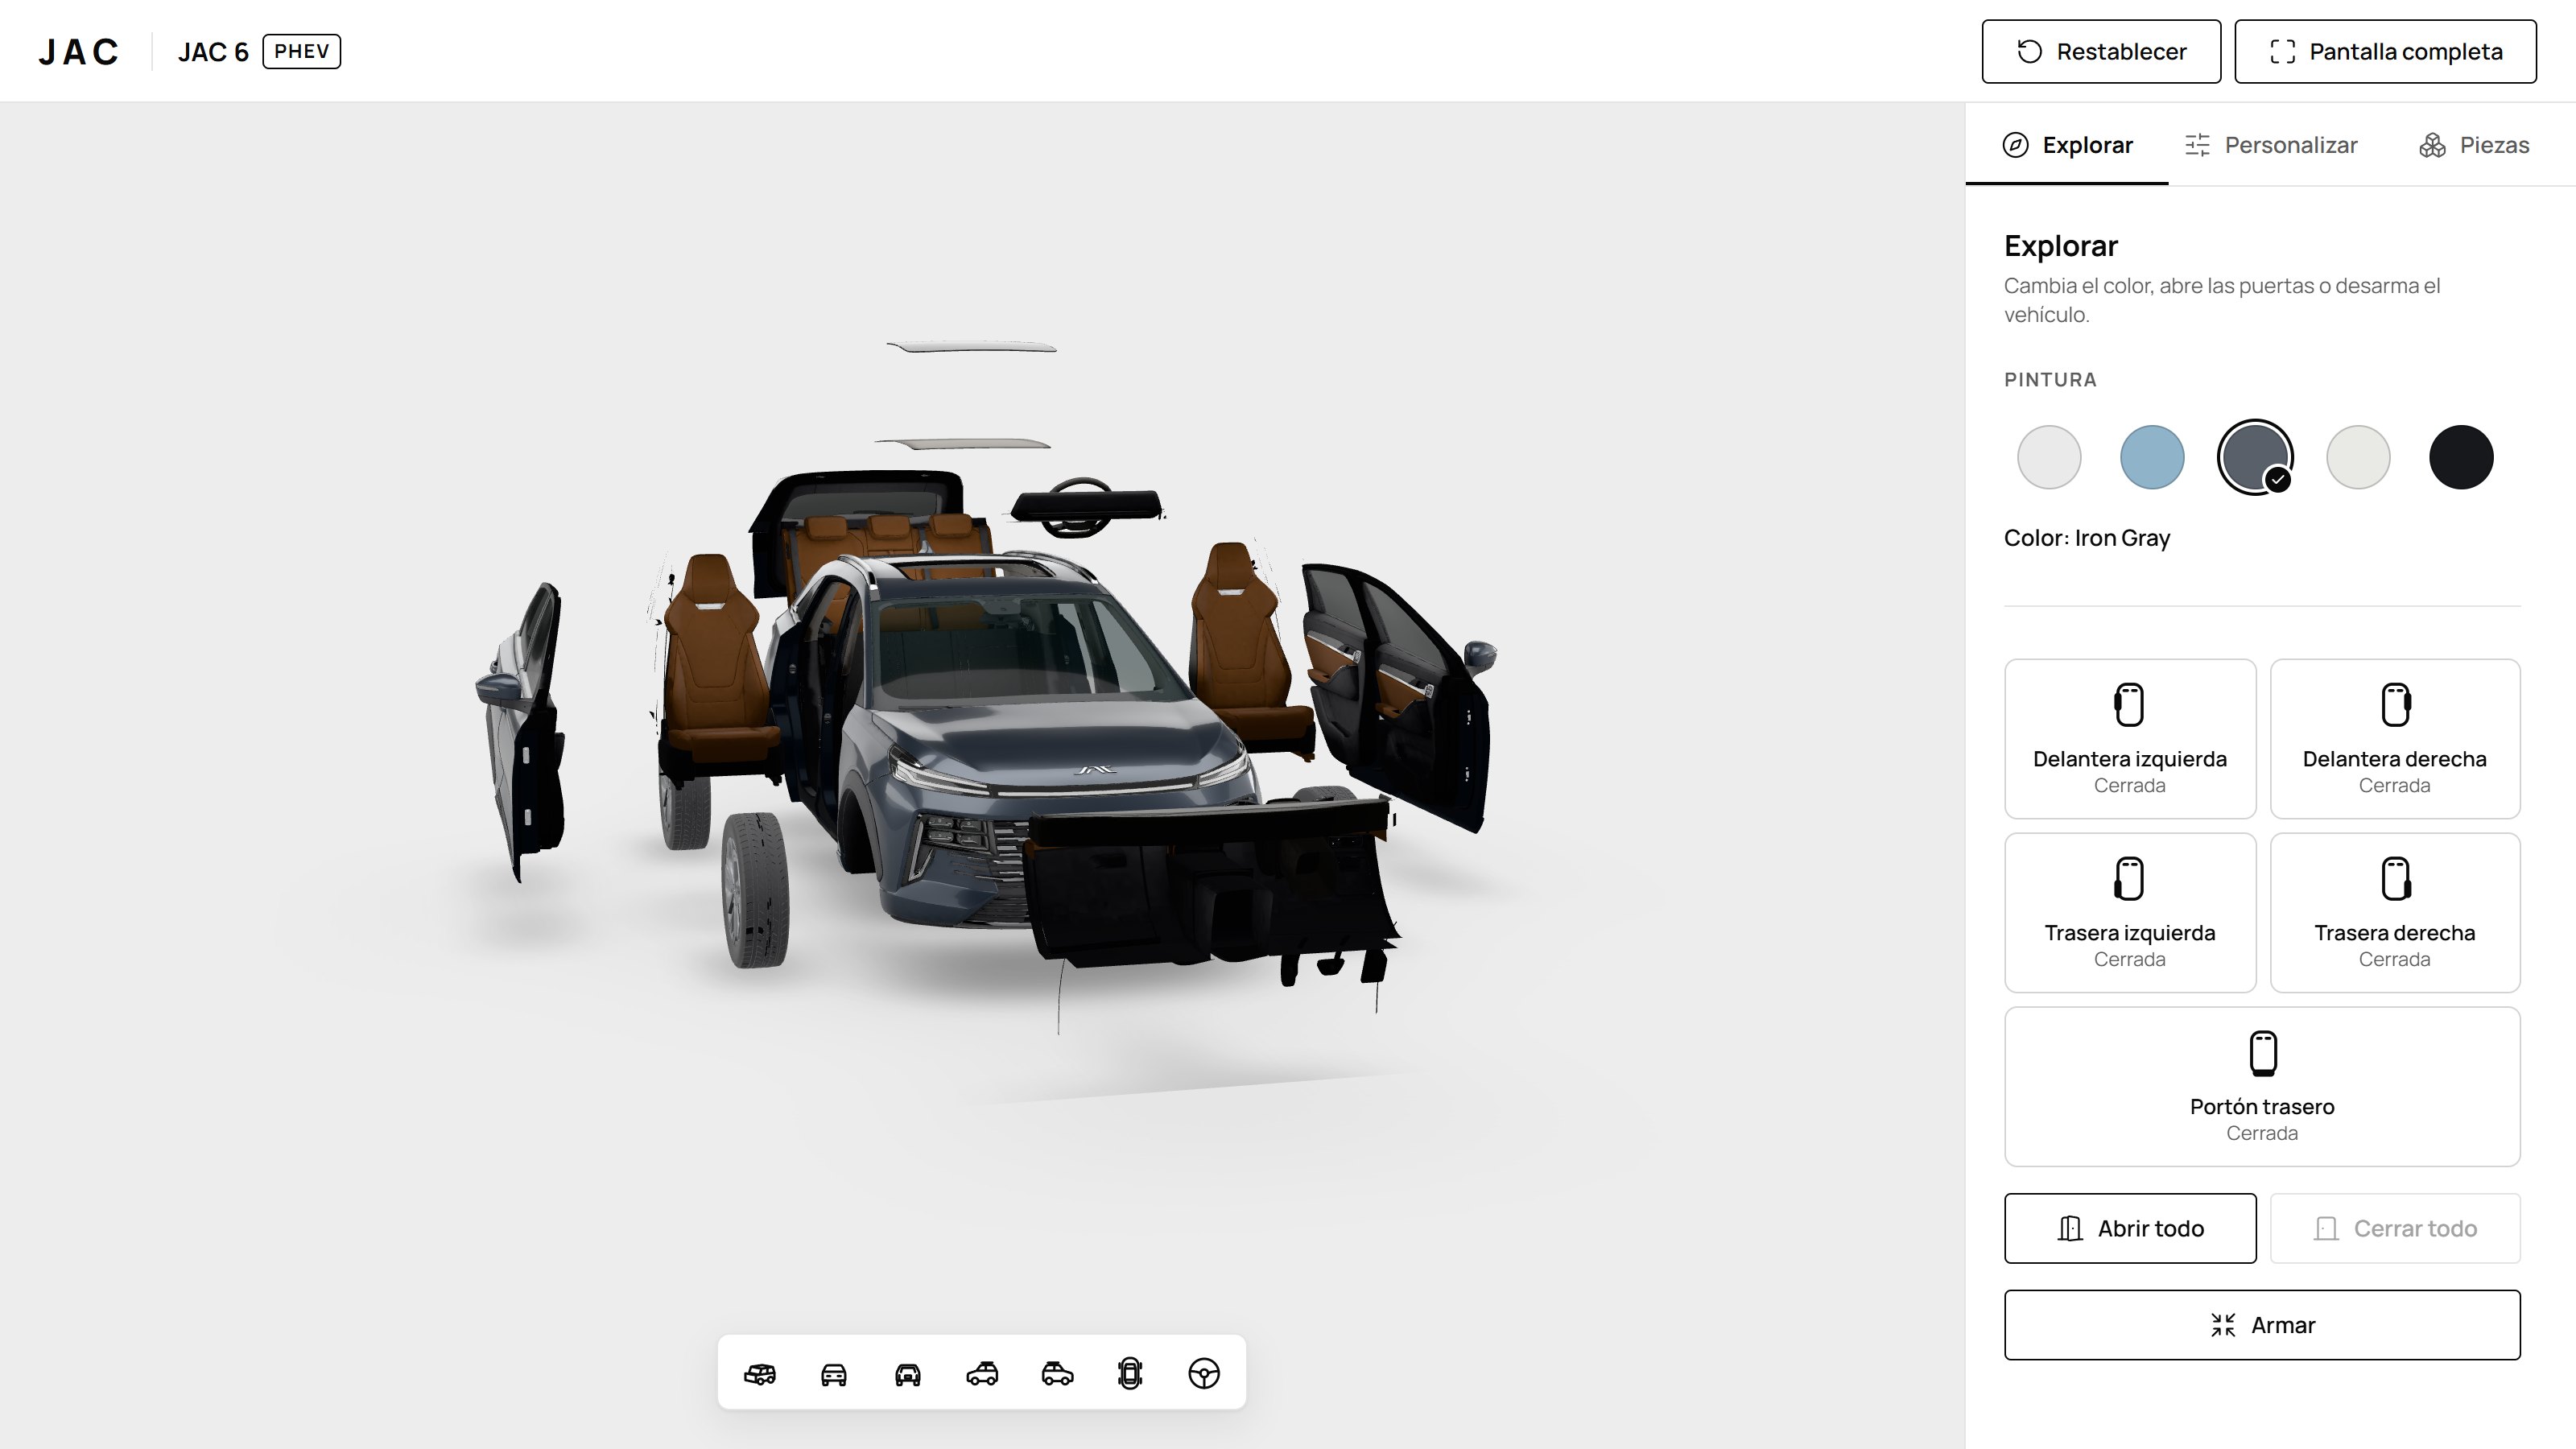 JAC
JAC 6
PHEV
Restablecer
Pantalla completa
Explorar
Personalizar
Piezas
Explorar
Cambia el color, abre las puertas o desarma el
vehículo.
PINTURA
Color: Iron Gray
Delantera izquierda
Cerrada
Delantera derecha
Cerrada
Trasera izquierda
Cerrada
Trasera derecha
Cerrada
Portón trasero
Cerrada
Abrir todo
Cerrar todo
Armar